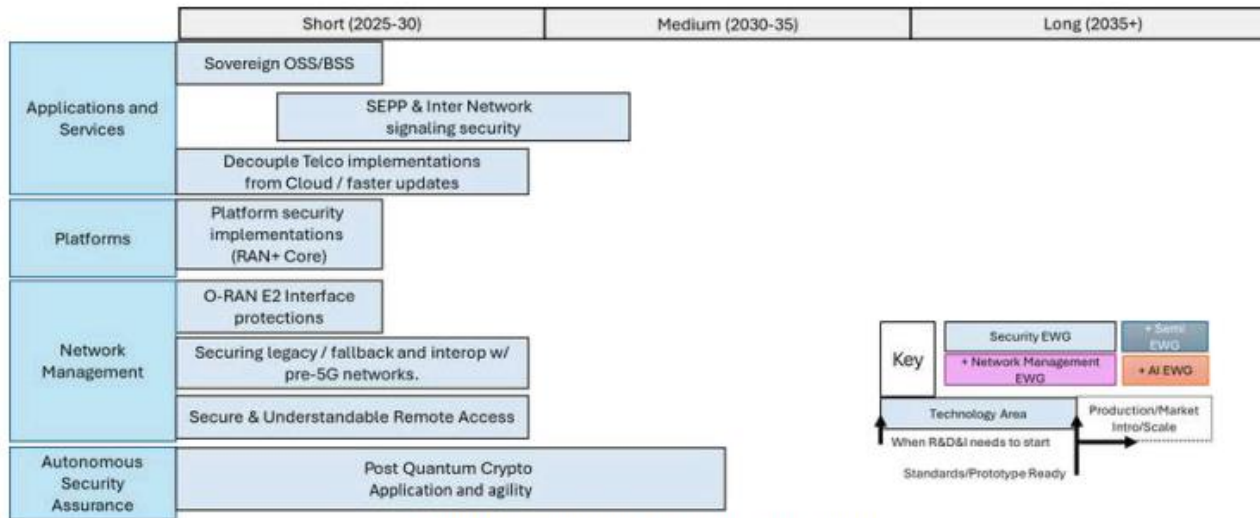 Short (2025-30)
Medium (2030-35)
Long (2035+)
Applications and
Services
Sovereign OSS/BSS
SEPP & Inter Network
signaling security
Decouple Telco implementations
from Cloud / faster updates
Platforms
Platform security
implementations
(RAN+ Core)
Network
Management
O-RAN E2 Interface
protections
Securing legacy / fallback and interop w/
pre-5G networks.
Secure & Understandable Remote Access
Autonomous
Security
Assurance
Post Quantum Crypto
Application and agility
Key
Security EWG
+ Semi
EWG
+ Network Management
EWG
+ AI EWG
Technology Area
Production/Market
Intro/Scale
When R&D&I needs to start
Standards/Prototype Ready